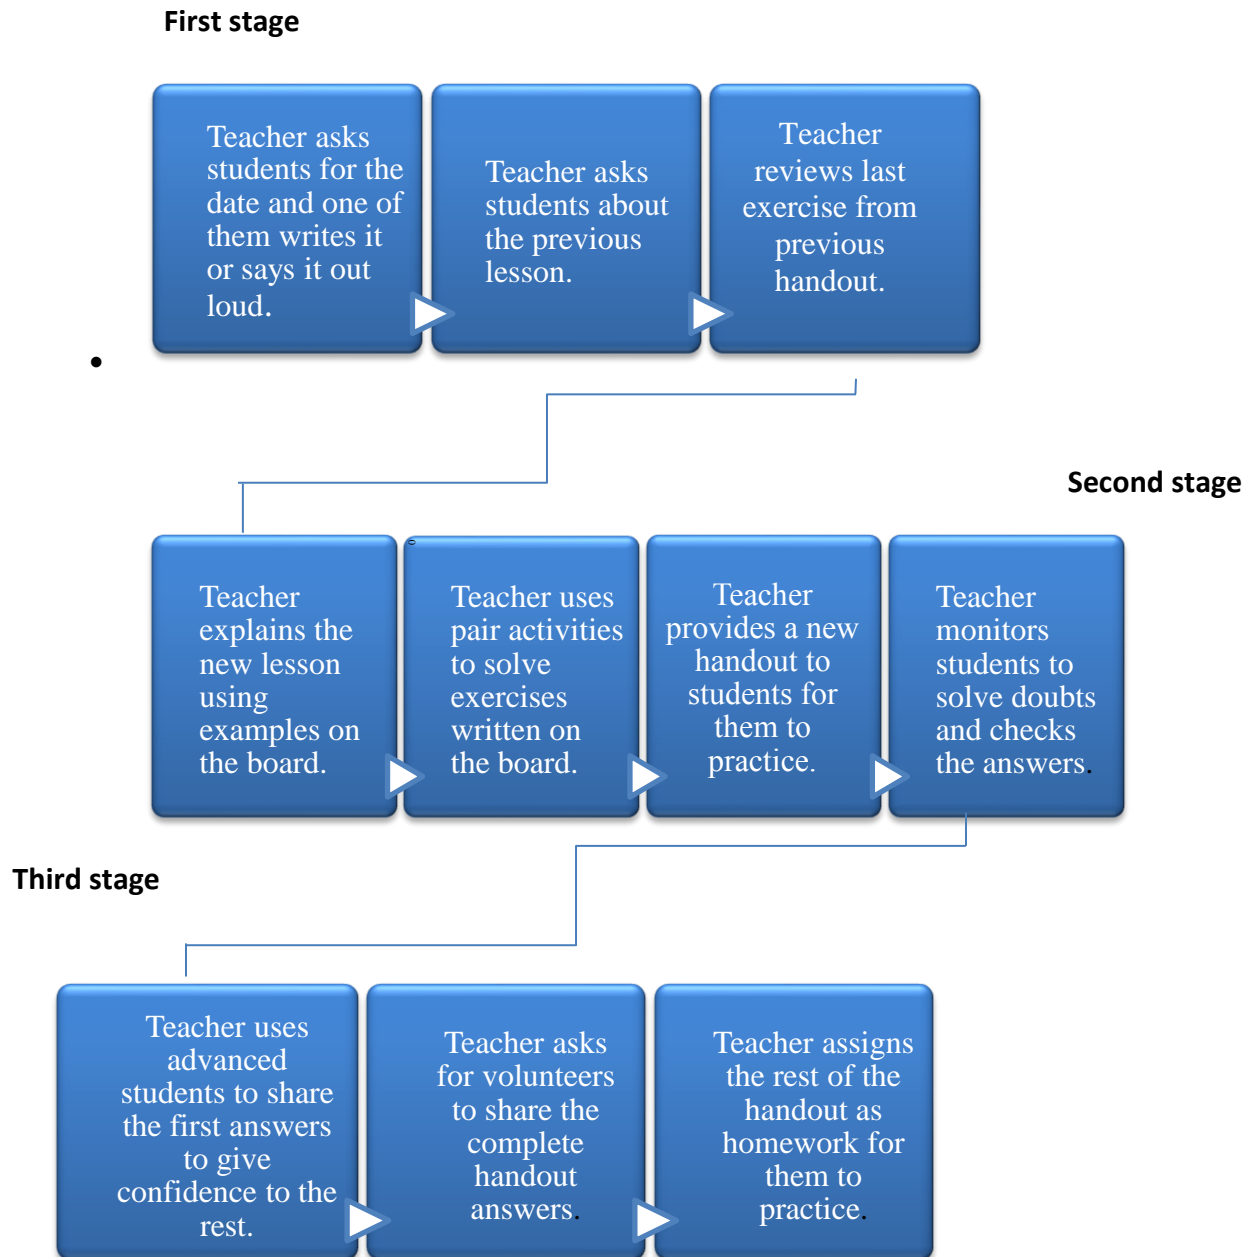 First stage
Teacher asks
students for the
date and one of
them writes it
or says it out
loud.
Teacher asks
students about
the previous
lesson.
Teacher
reviews last
exercise from
previous
handout.
•
Second stage
Teacher
explains the
new lesson
using
examples on
the board.
0
Teacher uses
pair activities
to solve
exercises
written on
the board.
Teacher
provides a new
handout to
students for
them to
practice.
Teacher
monitors
students to
solve doubts
and checks
the answers.
Third stage
Teacher uses
advanced
students to share
the first answers
to give
confidence to the
rest.
Teacher asks
for volunteers
to share the
complete
handout
answers.
Teacher assigns
the rest of the
handout as
homework for
them to
practice.